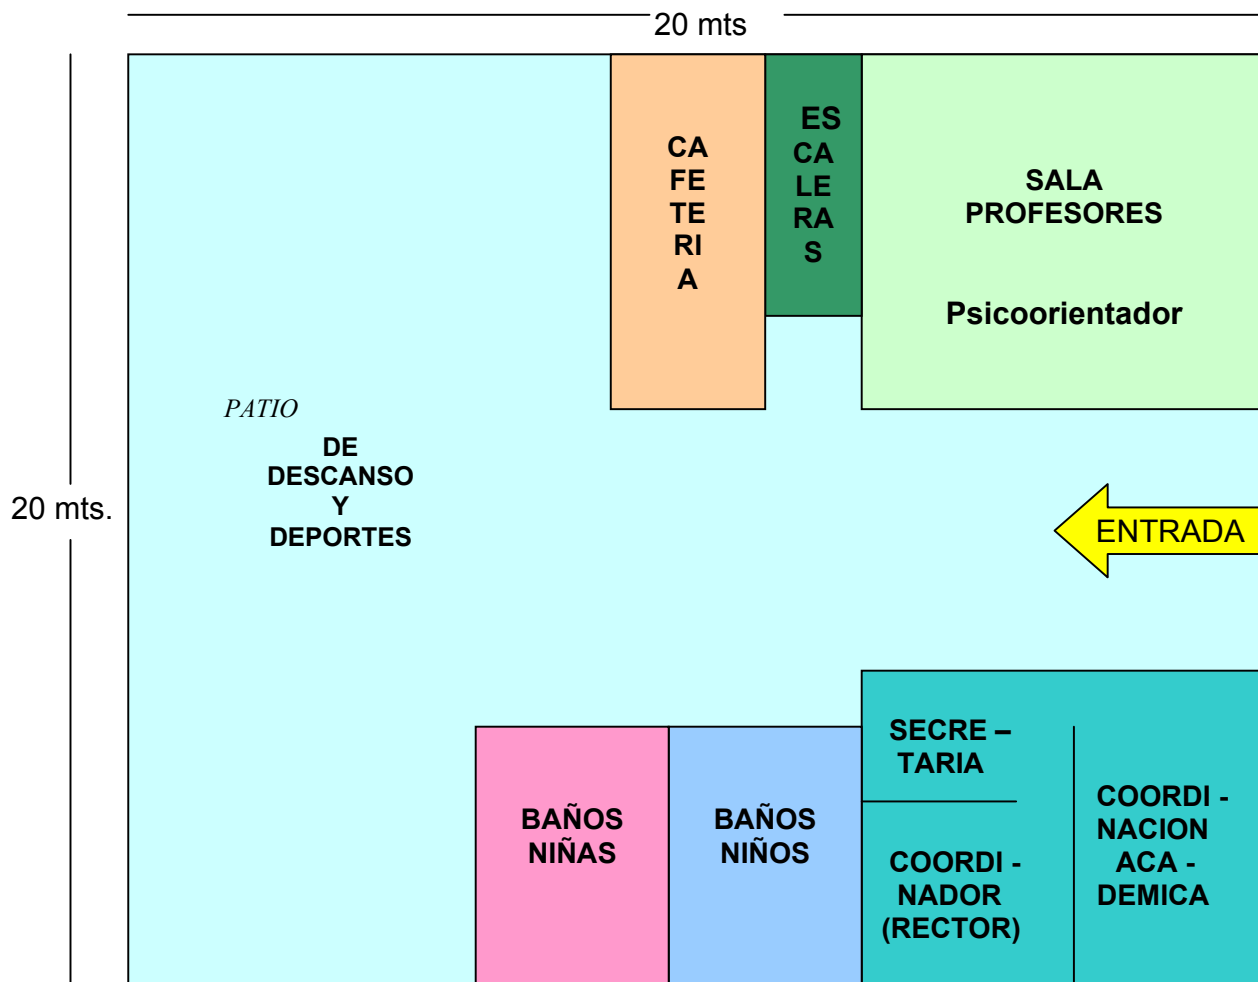 20 mts
CA
FE
TE
RI
A
ES
CA
LE
RA
S
SALA
PROFESORES
Psicoorientador
PATIO
DE
DESCANSO
Y
DEPORTES
20 mts.
ENTRADA
BAÑOS
NIÑAS
BAÑOS
NIÑOS
SECRE –
TARIA
COORDI -
NADOR
(RECTOR)
COORDI -
NACION
ACA -
DEMICA